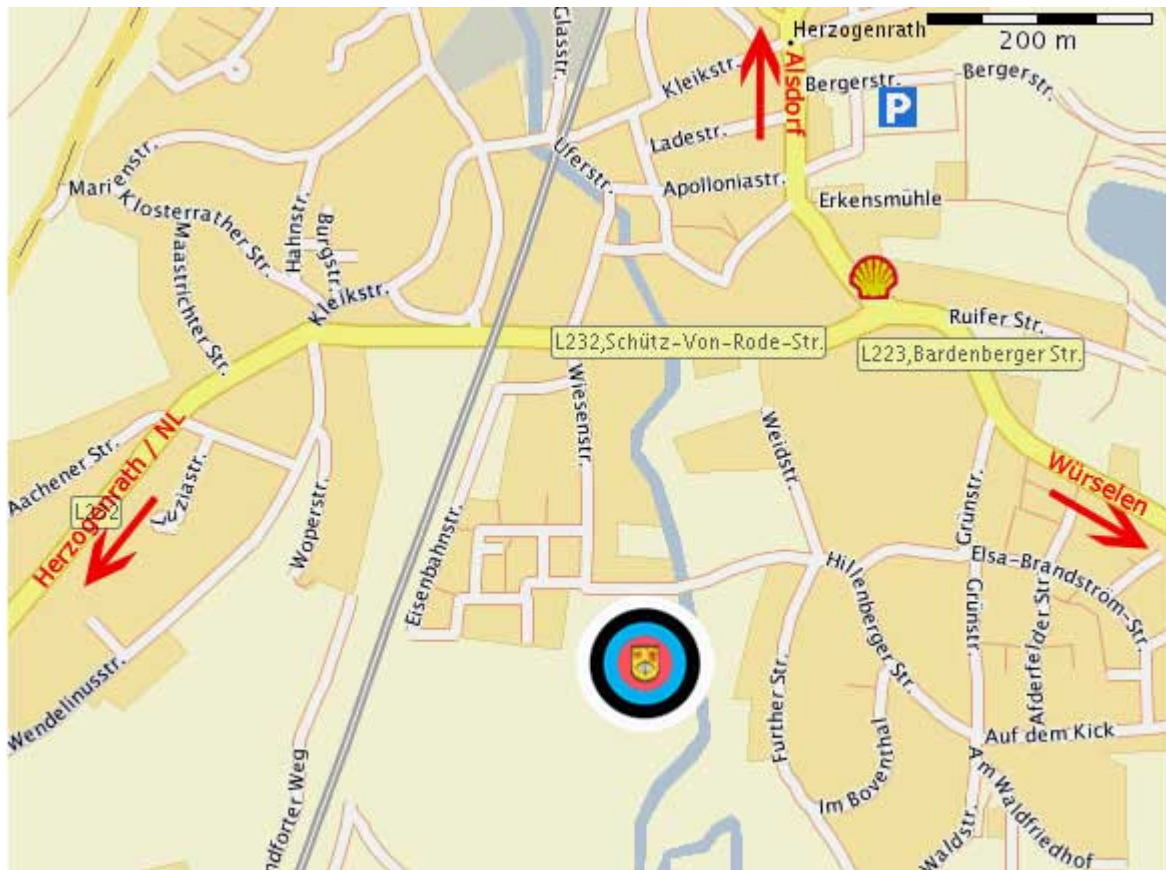 Glasstr.
Herzogenrath
200 m
Alsdorf
Kleikstr.
Bergerstr.
Bergerstr.
P
Ladestr.
Uferstr.
Marienstr.
Apolloniastr.
Erkensmühle
Klosterrather Str.
Hahnstr.
Burgstr.
Maastrichter Str.
Kleikstr.
Ruifer Str.
L232,Schütz-Von-Rode-Str.
L223,Bardenberger Str.
Wiesenstr.
Weidstr.
Aachener Str.
Herzogenrath / NL
Würselen
Woperstr.
Eisenbahnstr.
Grünstr.
Hillenberger Str.
Elsa-Brandström-Str.
Grünstr.
Afderfelder Str.
Wendelinusstr.
Further Str.
Auf dem Kick
Im Boventhal
Am Waldfriedhof
Waldstr.
ndforter Weg